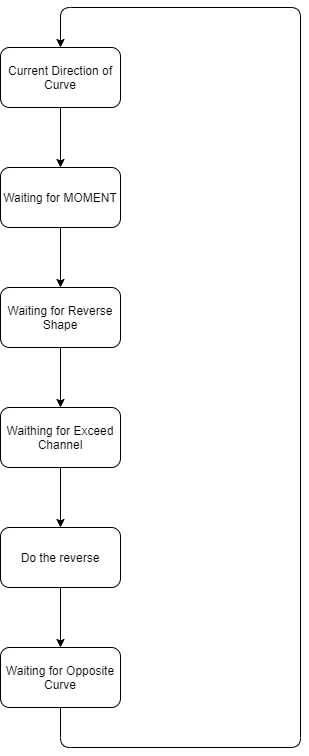 Current Direction of
Curve
Waiting for MOMENT
Waiting for Reverse
Shape
Waithing for Exceed
Channel
Do the reverse
Waiting for Opposite
Curve